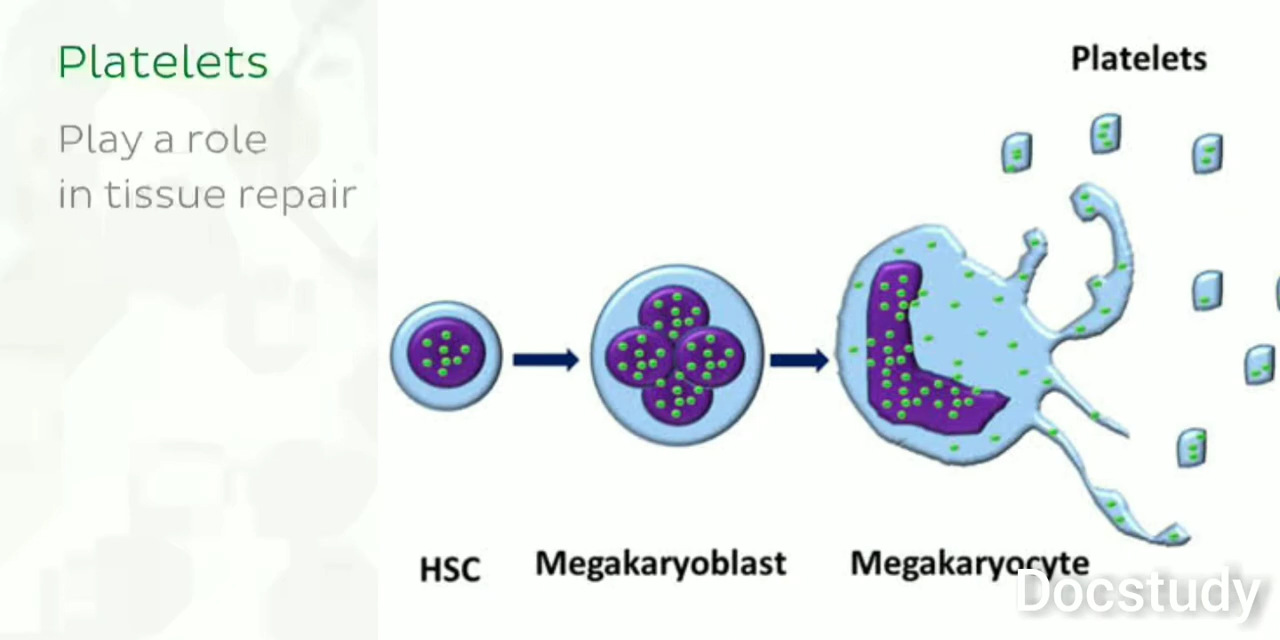 Platelets
Play a role
in tissue repair
Platelets
HSC
Megakaryoblast
Megakaryocyte
Docstudy